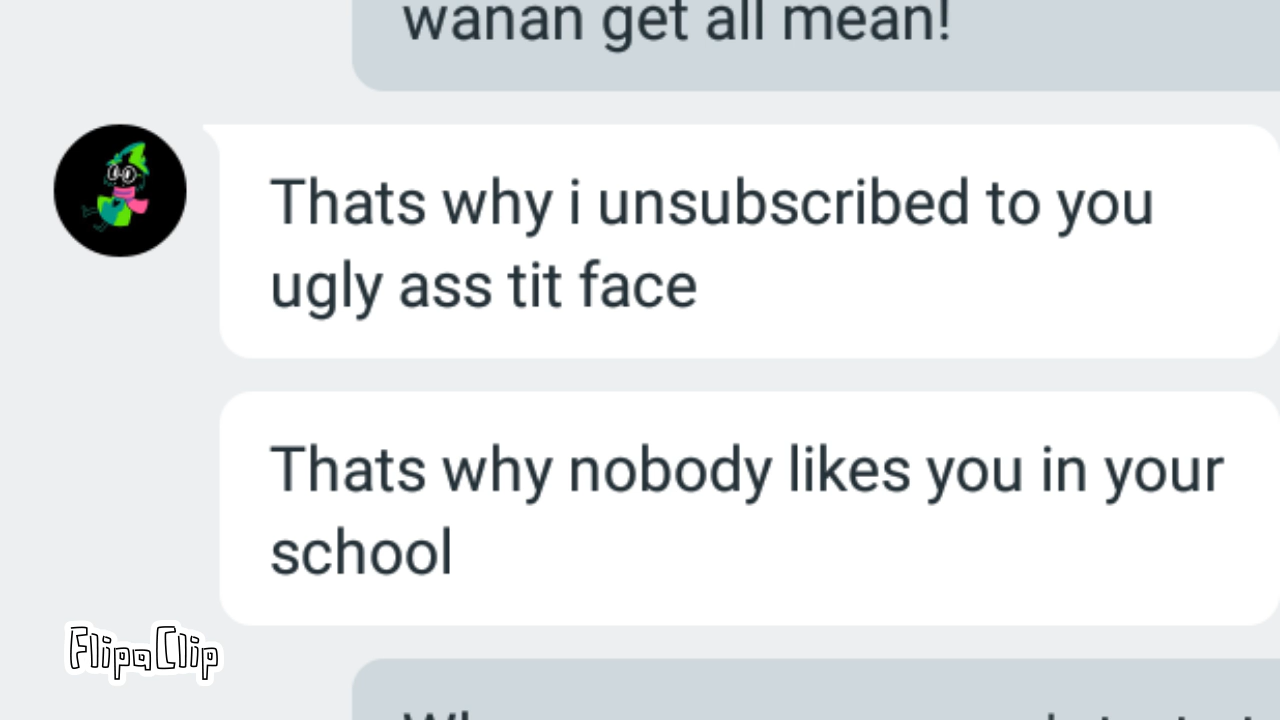 wanan get all mean!
Thats why i unsubscribed to you
ugly ass tit face
Thats why nobody likes you in your
school
FlipaClip